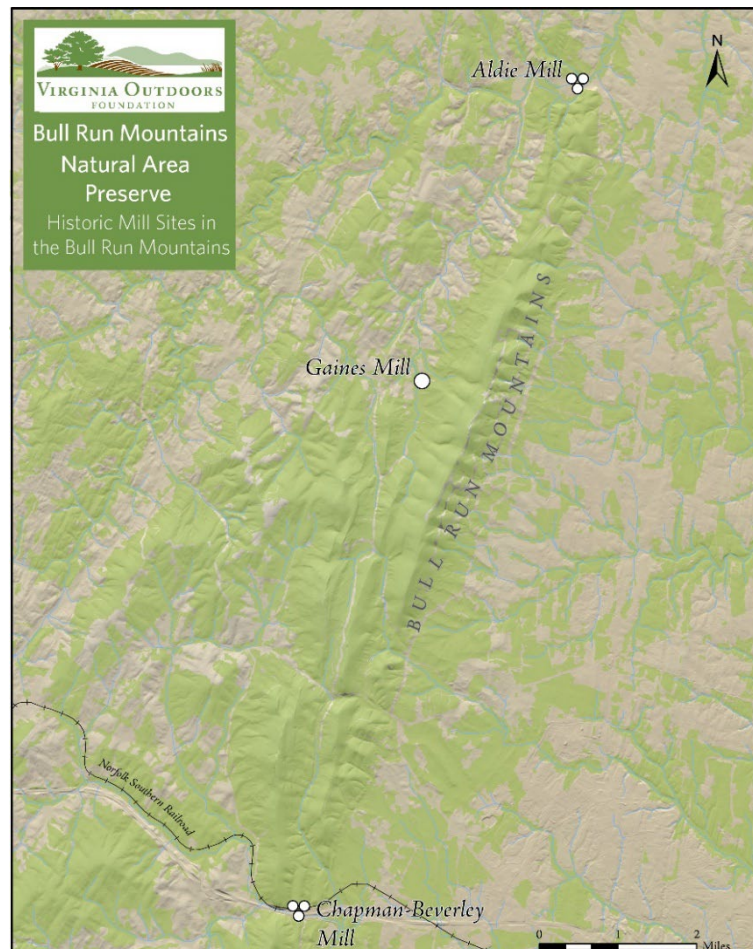 VIRGINIA OUTDOORS
FOUNDATION
Bull Run Mountains
Natural Area
Preserve
Historic Mill Sites in
the Bull Run Mountains
N
Aldie Mill
Gaines Mill
BULL RUN MOUNTAINS
Norfolk Southern Railroad
Chapman-Beverley
Mill
0 1 2
Miles